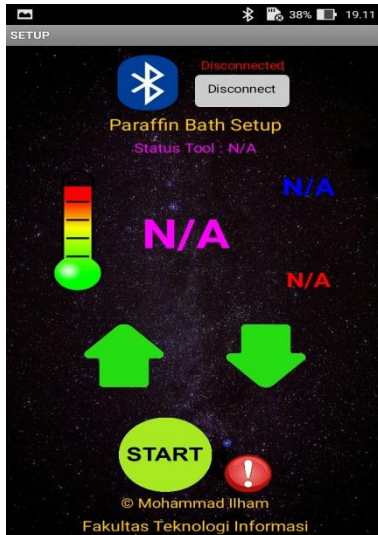 38% 19.11
SETUP
Disconnected
Disconnect
Paraffin Bath Setup
Status Tool : N/A
N/A
N/A
N/A
START
© Mohammad Ilham
Fakultas Teknologi Informasi